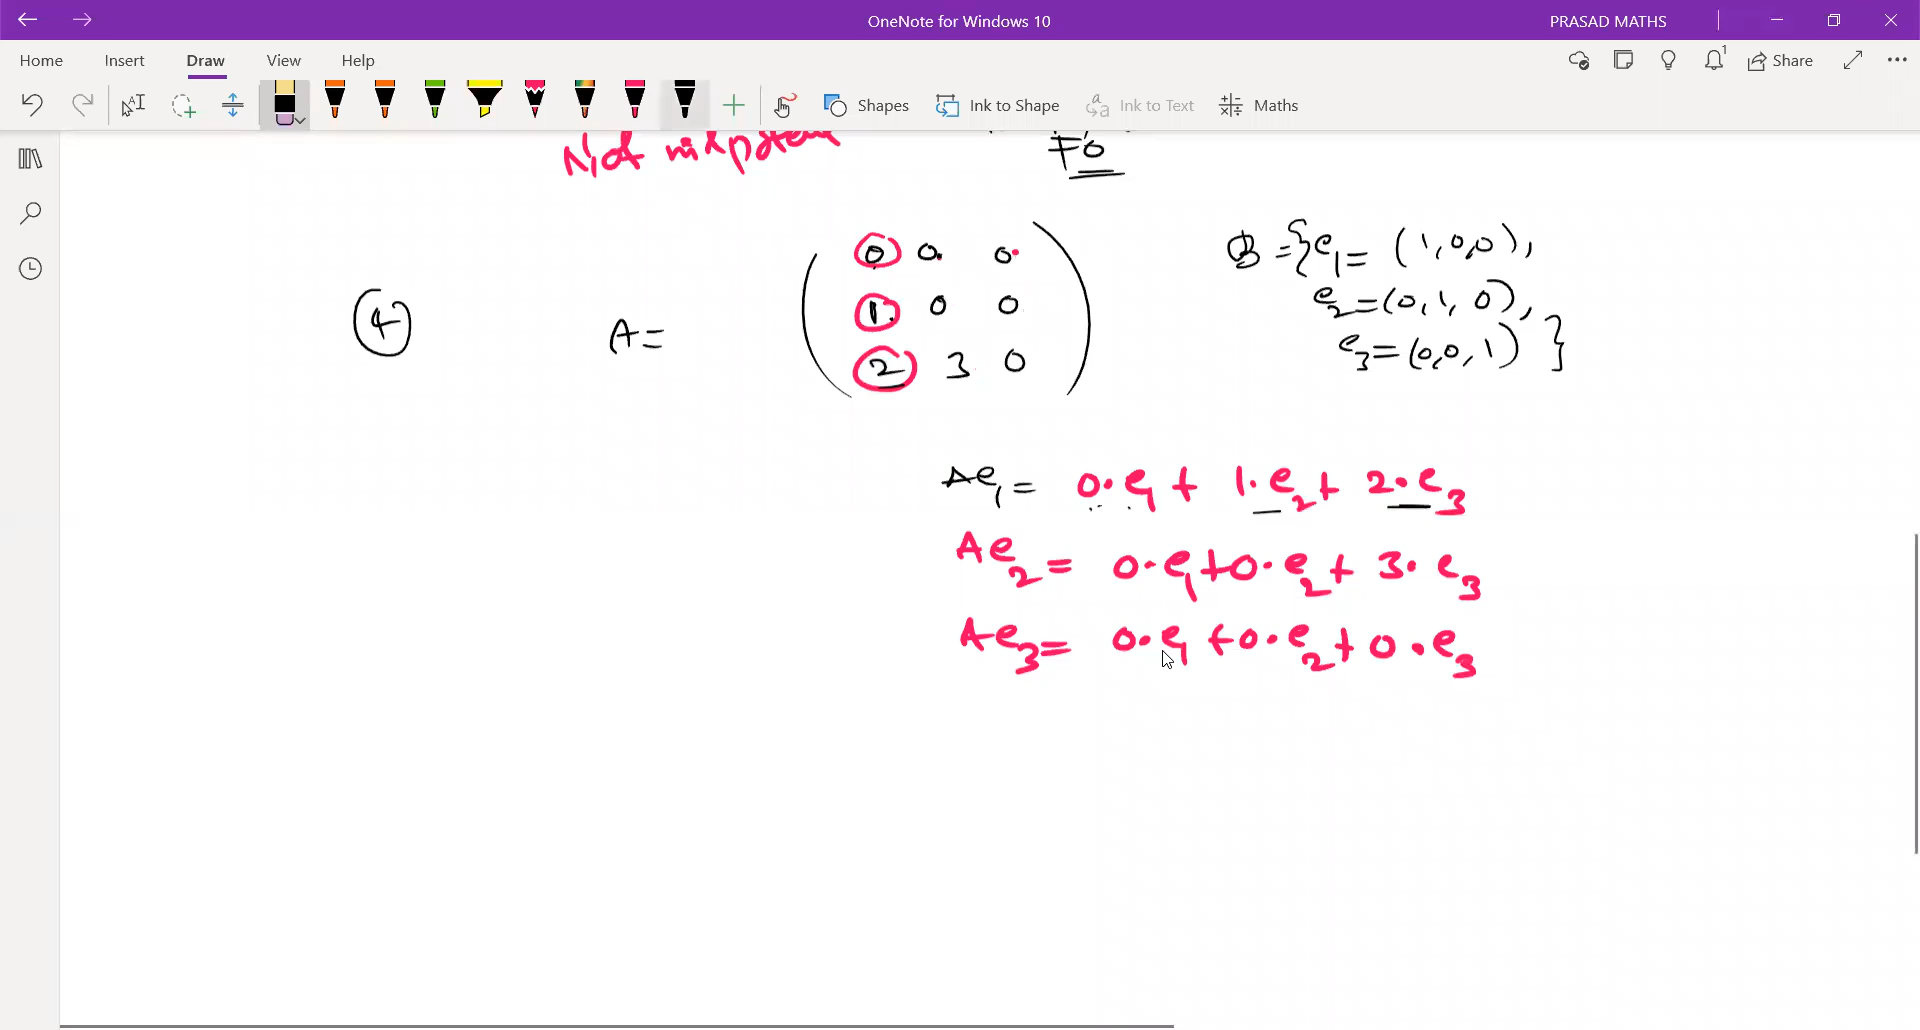 OneNote for Windows 10
PRASAD MATHS
Home Insert Draw View Help
1 Share
Shapes Ink to Shape Ink to Text Maths
Not nilpotent ≠0
④ A= ( 0 0 0
1 0 0
2 3 0 )
B={e₁=(1,0,0),
e₂=(0,1,0),
e₃=(0,0,1)}
Ae₁= 0·e₁+ 1·e₂+ 2·e₃
Ae₂= 0·e₁+0·e₂+ 3·e₃
Ae₃= 0·e₁+0·e₂+0·e₃